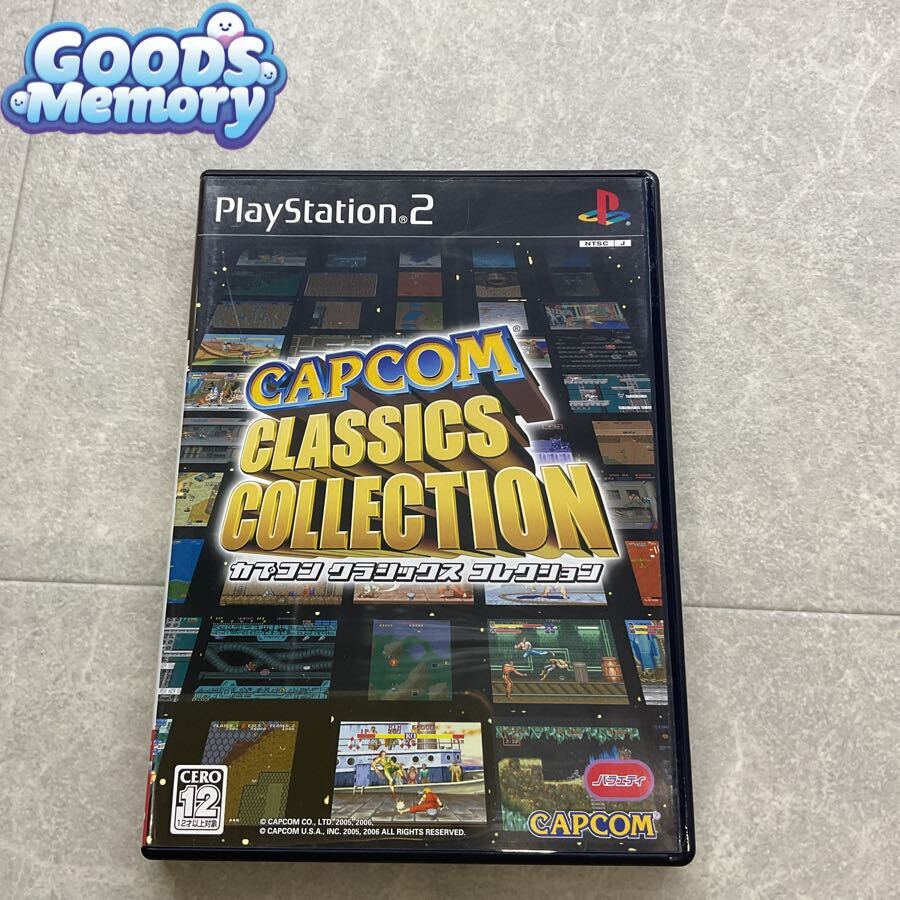 GOODS
Memory
PlayStation®2
NTSC J
CAPCOM®
CLASSICS
COLLECTION
カプコン クラシックス コレクション
KO
バラエティ
CERO
12
12才以上対象
© CAPCOM CO., LTD. 2005, 2006,
© CAPCOM U.S.A., INC. 2005, 2006 ALL RIGHTS RESERVED.
CAPCOM